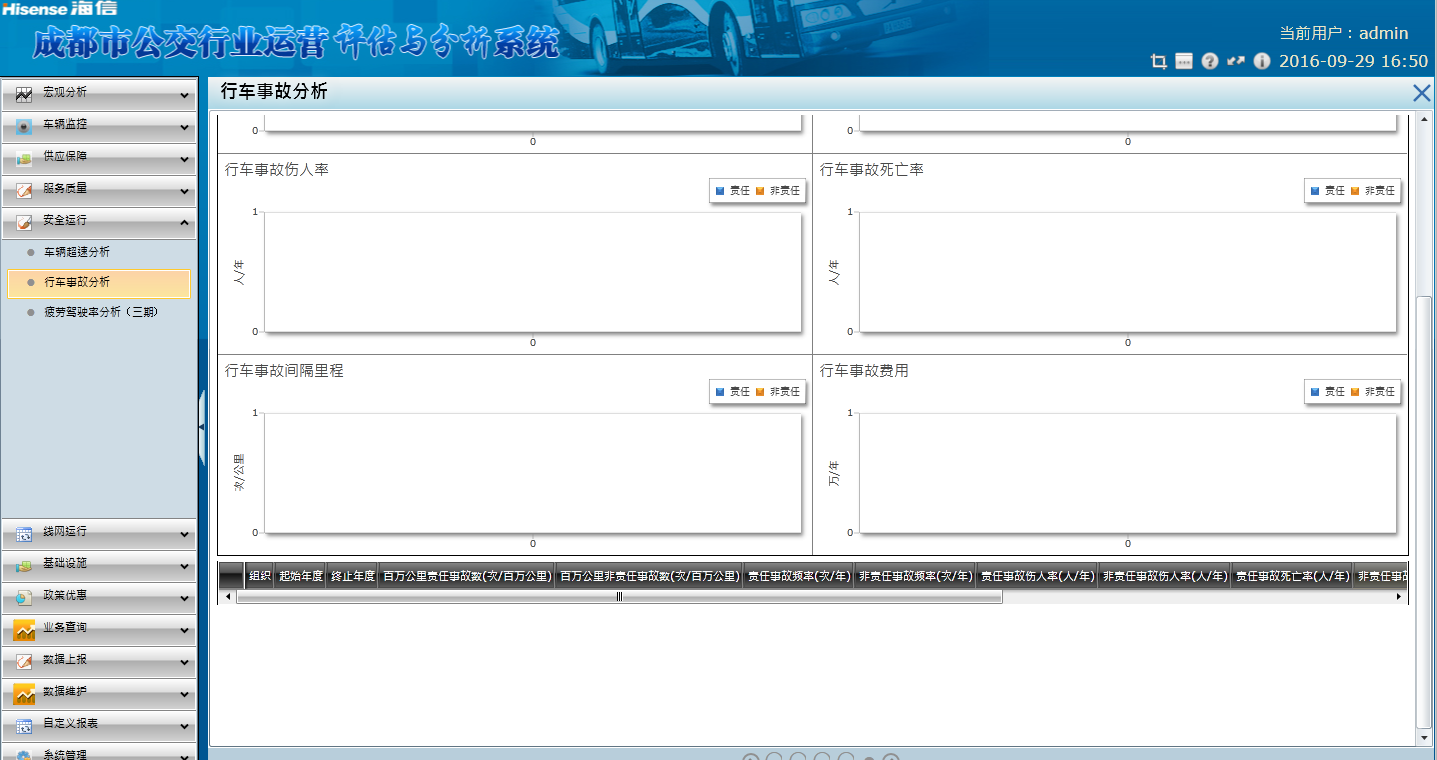 Hisense 海信
成都市公交行业运营评估与分析系统
当前用户：admin
2016-09-29 16:50
宏观分析
车辆监控
供应保障
服务质量
安全运行
车辆超速分析
行车事故分析
疲劳驾驶率分析（三期）
线网运行
基础设施
政策优惠
业务查询
数据上报
数据维护
自定义报表
系统管理
行车事故分析
0 0
0 0
行车事故伤人率 行车事故死亡率
责任 非责任 责任 非责任
1 1
人/年 人/年
0 0
0 0
行车事故间隔里程 行车事故费用
责任 非责任 责任 非责任
1 1
次/公里 万/年
0 0
0 0
组织 起始年度 终止年度 百万公里责任事故数(次/百万公里) 百万公里非责任事故数(次/百万公里) 责任事故频率(次/年) 非责任事故频率(次/年) 责任事故伤人率(人/年) 非责任事故伤人率(人/年) 责任事故死亡率(人/年) 非责任事故